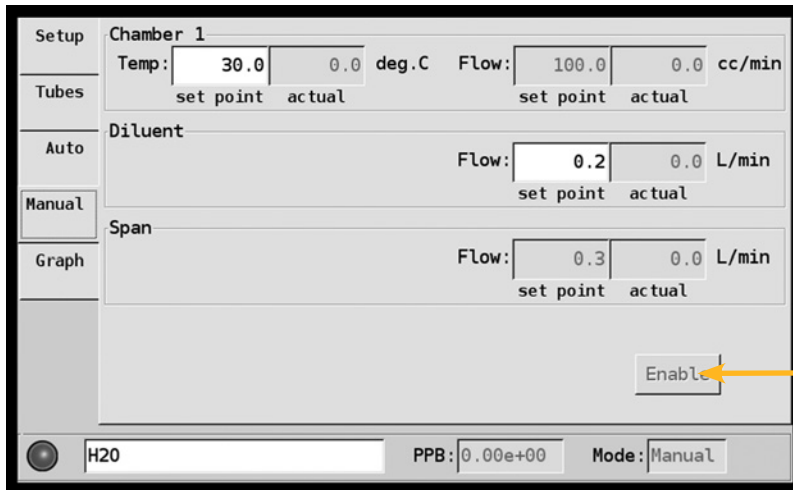 Setup
Tubes
Auto
Manual
Graph
Chamber 1
Temp: 30.0 0.0 deg.C Flow: 100.0 0.0 cc/min
set point actual set point actual
Diluent
Flow: 0.2 0.0 L/min
set point actual
Span
Flow: 0.3 0.0 L/min
set point actual
Enable
H20 PPB: 0.00e+00 Mode: Manual